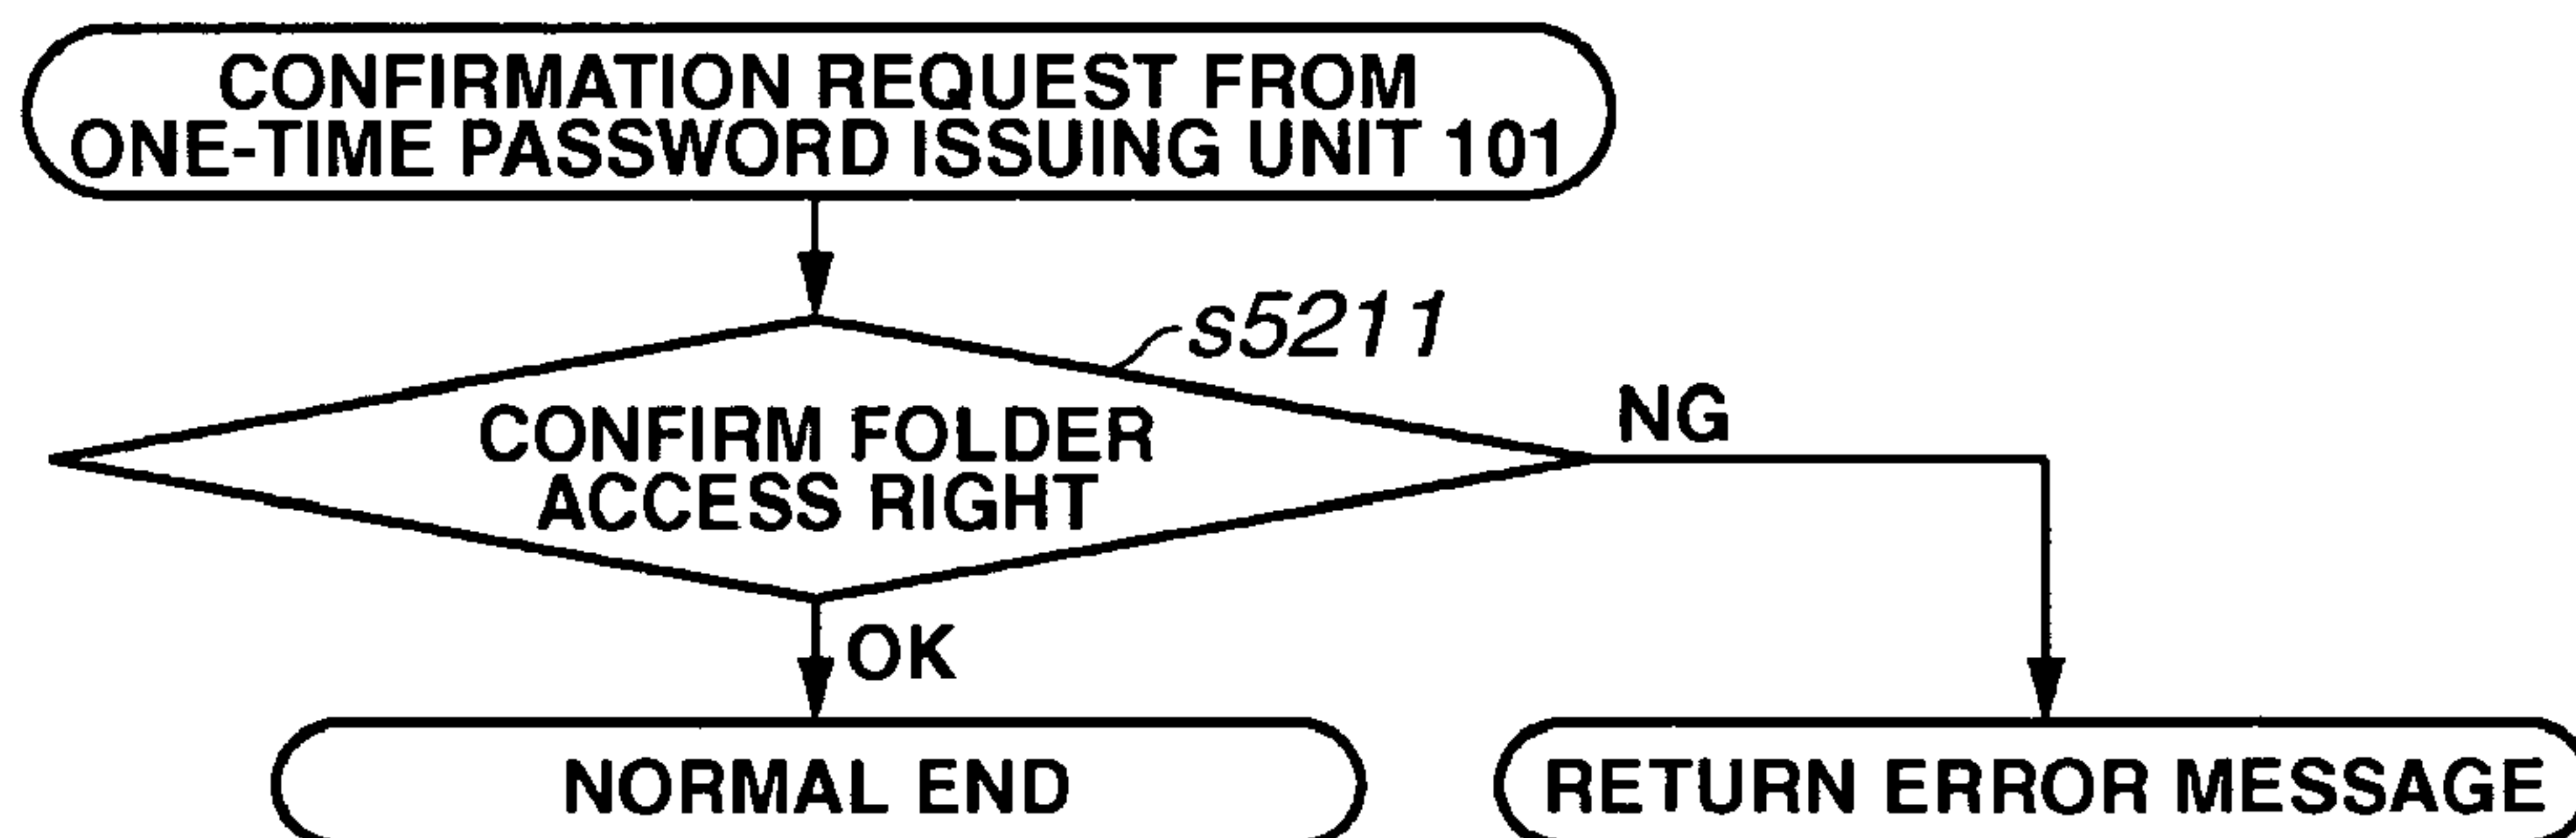 CONFIRMATION REQUEST FROM
ONE-TIME PASSWORD ISSUING UNIT 101
s5211
CONFIRM FOLDER
ACCESS RIGHT
NG
OK
NORMAL END
RETURN ERROR MESSAGE